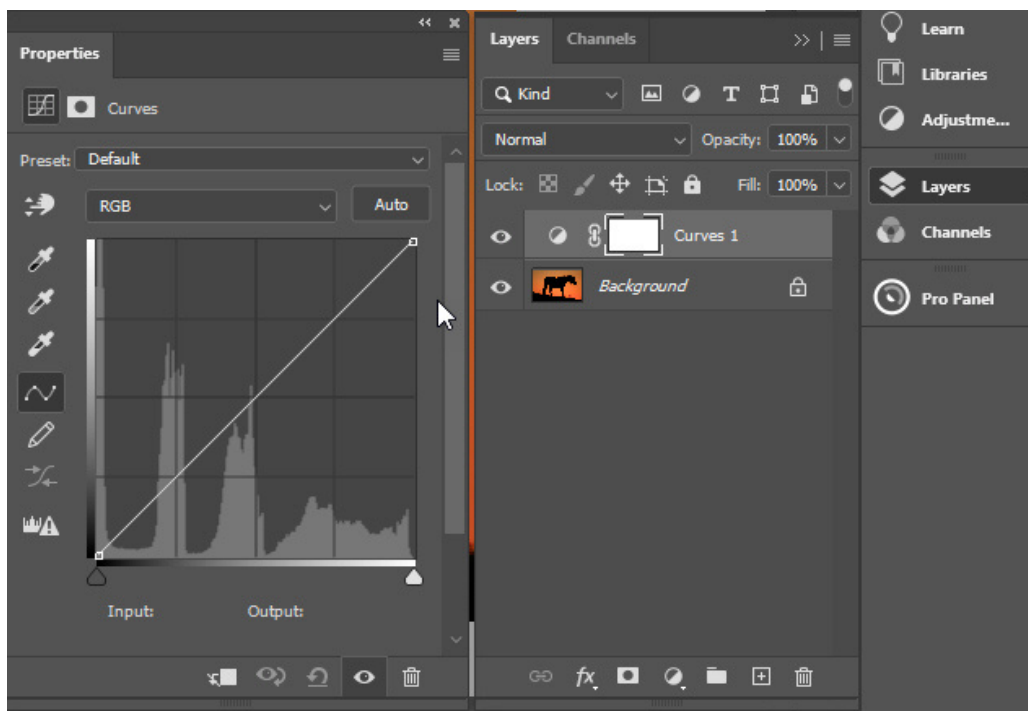 Properties
Curves
Preset: Default
RGB
Auto
Input:
Output:
Layers
Channels
Kind
T
Normal
Opacity: 100%
Lock:
Fill: 100%
Curves 1
Background
fx
Learn
Libraries
Adjustme...
Layers
Channels
Pro Panel